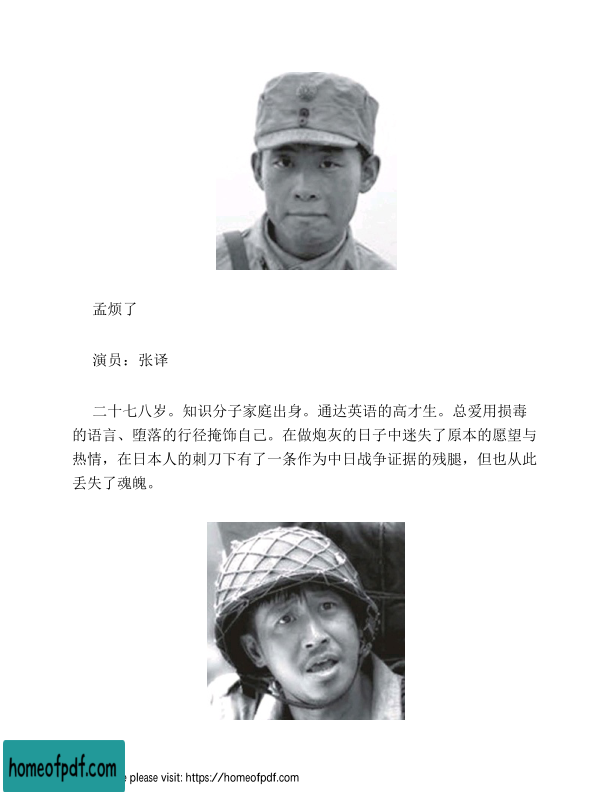 孟烦了
演员：张译
二十七八岁。知识分子家庭出身。通达英语的高才生。总爱用损毒
的语言、堕落的行径掩饰自己。在做炮灰的日子中迷失了原本的愿望与
热情，在日本人的刺刀下有了一条作为中日战争证据的残腿，但也从此
丢失了魂魄。
homeofpdf.com
e please visit: https://homeofpdf.com